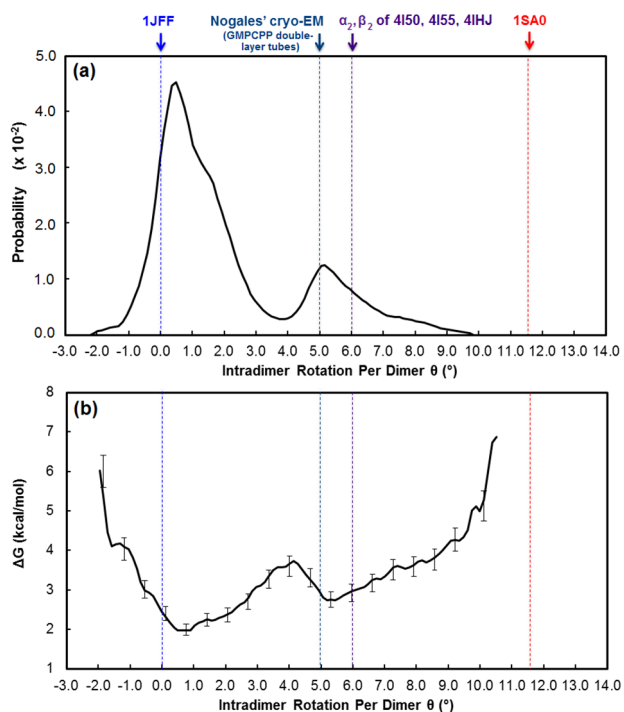 1JFF
Nogales' cryo-EM
(GMPCPP double-
layer tubes)
α₂,β₂ of 4I50, 4I55, 4IHJ
1SA0
(a)
Probability (x 10⁻²)
5.0
4.0
3.0
2.0
1.0
0.0
-3.0 -2.0 -1.0 0.0 1.0 2.0 3.0 4.0 5.0 6.0 7.0 8.0 9.0 10.0 11.0 12.0 13.0 14.0
Intradimer Rotation Per Dimer θ (°)
(b)
ΔG (kcal/mol)
8
7
6
5
4
3
2
1
-3.0 -2.0 -1.0 0.0 1.0 2.0 3.0 4.0 5.0 6.0 7.0 8.0 9.0 10.0 11.0 12.0 13.0 14.0
Intradimer Rotation Per Dimer θ (°)